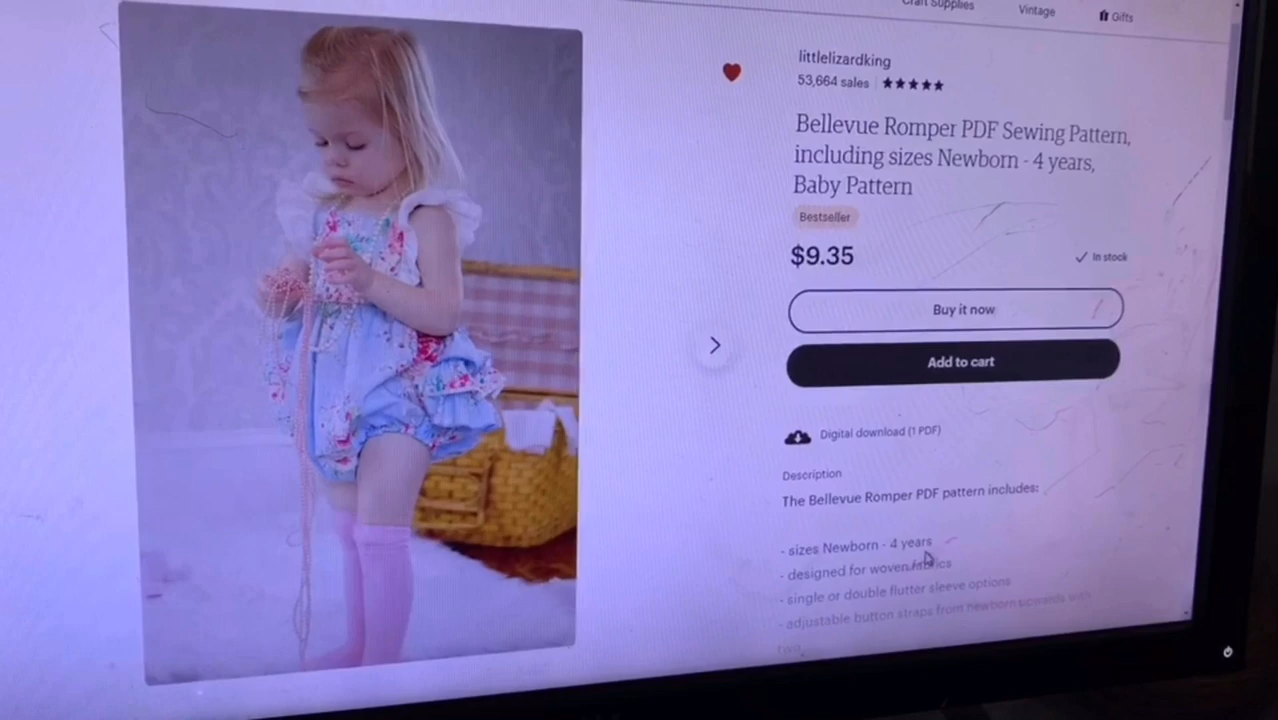 Craft Supplies
Vintage
Gifts
littlelizardking
53,664 sales
Bellevue Romper PDF Sewing Pattern,
including sizes Newborn - 4 years,
Baby Pattern
Bestseller
$9.35
In stock
Buy it now
Add to cart
Digital download (1 PDF)
Description
The Bellevue Romper PDF pattern includes:
- sizes Newborn - 4 years
- designed for woven fabrics
- single or double flutter sleeve options
- adjustable button straps from newborn upwards with
two